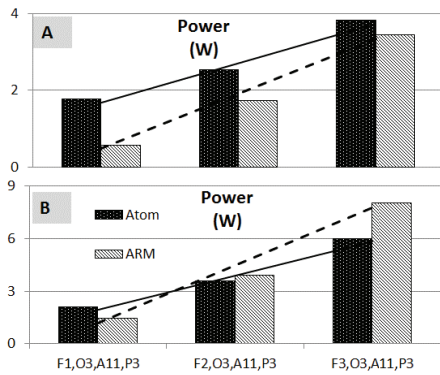 4
A
Power
(W)
2
0
9
B
Power
(W)
Atom
6
ARM
3
0
F1,O3,A11,P3 F2,O3,A11,P3 F3,O3,A11,P3